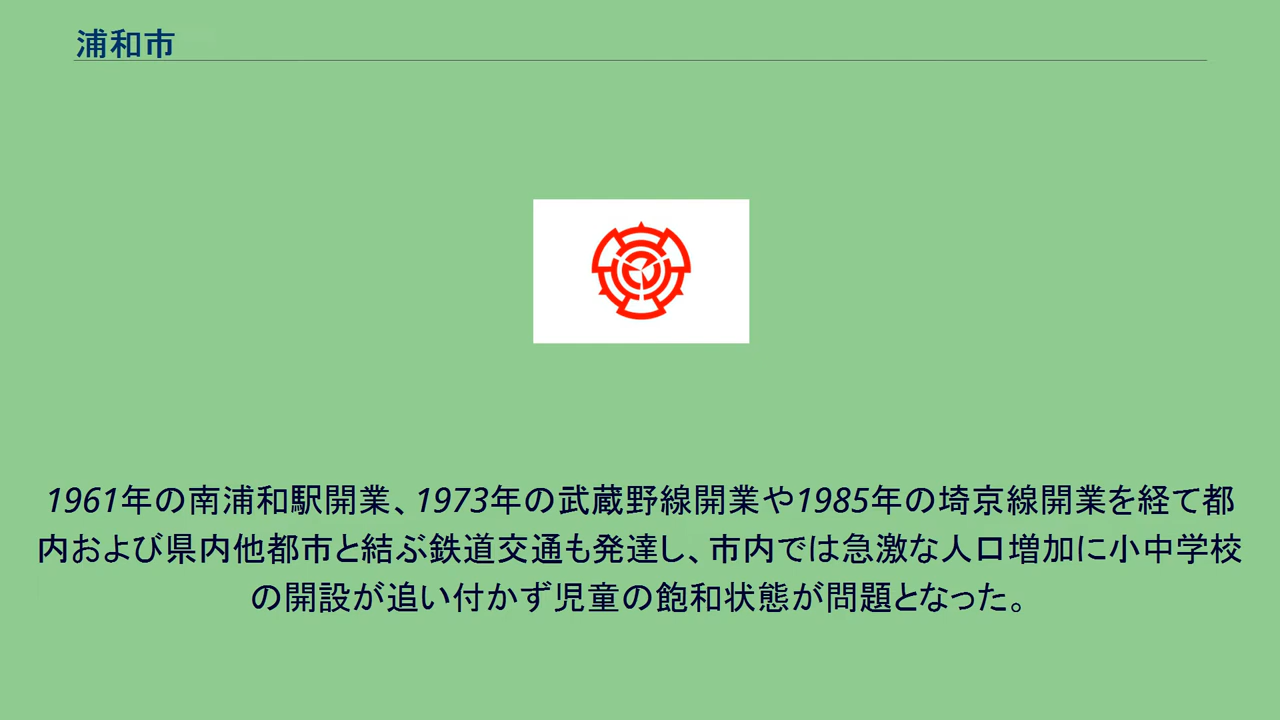 浦和市
1961年の南浦和駅開業、1973年の武蔵野線開業や1985年の埼京線開業を経て都
内および県内他都市と結ぶ鉄道交通も発達し、市内では急激な人口増加に小中学校
の開設が追い付かず児童の飽和状態が問題となった。